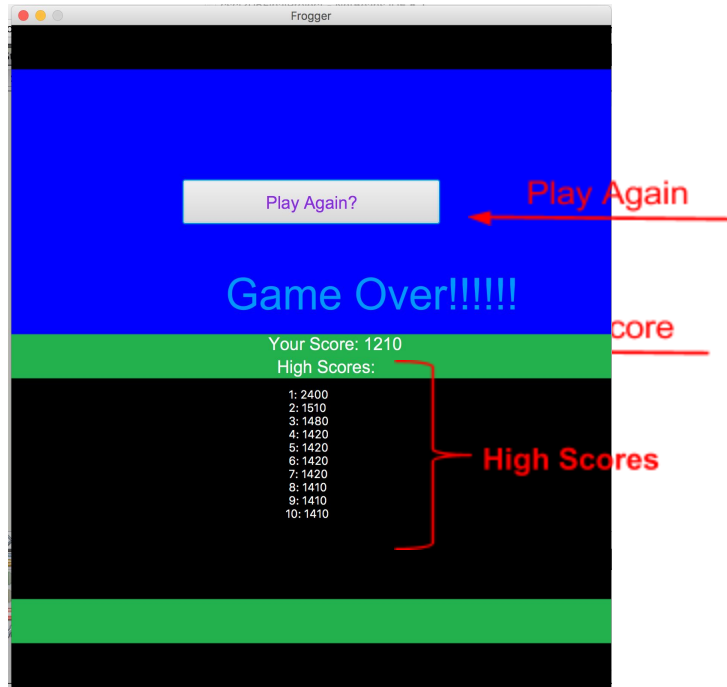 Frogger
Play Again?
Play Again
Game Over!!!!!!
Your Score: 1210
core
High Scores:
1: 2400
2: 1510
3: 1480
4: 1420
5: 1420
6: 1420
7: 1420
8: 1410
9: 1410
10: 1410
High Scores